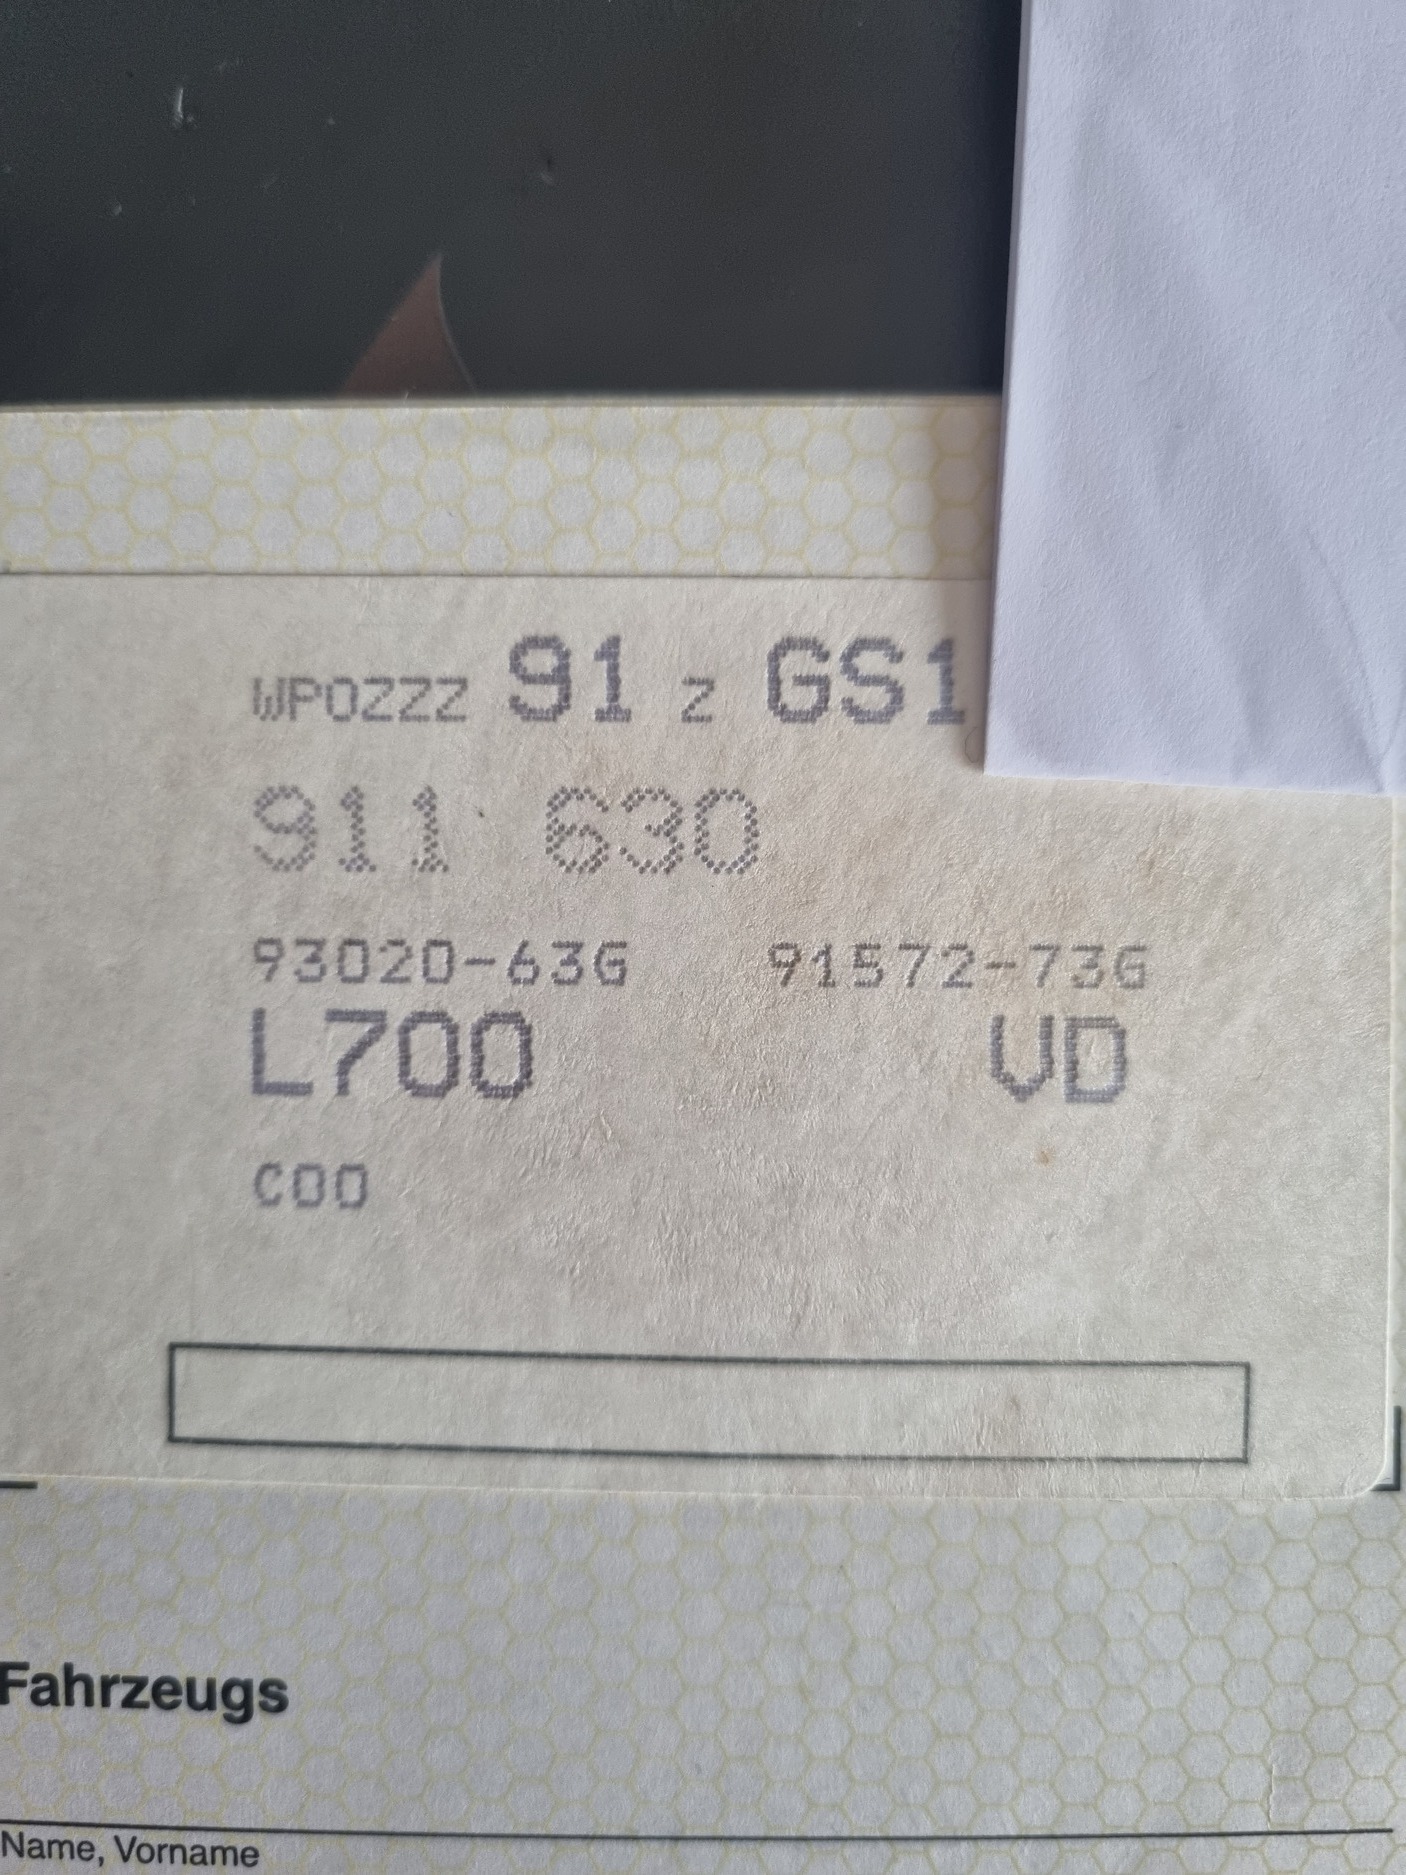 WP0ZZZ 91 Z GS1
911 630
93020-63G 91572-73G
L700 VD
C00
Fahrzeugs
Name, Vorname